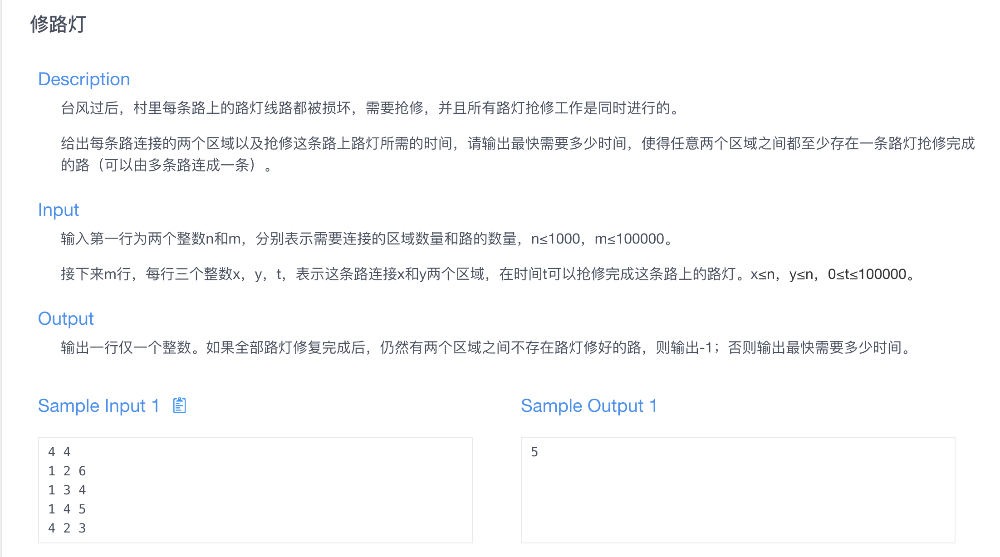 修路灯
Description
台风过后，村里每条路上的路灯线路都被损坏，需要抢修，并且所有路灯抢修工作是同时进行的。
给出每条路连接的两个区域以及抢修这条路上路灯所需的时间，请输出最快需要多少时间，使得任意两个区域之间都至少存在一条路灯抢修完成
的路（可以由多条路连成一条）。
Input
输入第一行为两个整数n和m，分别表示需要连接的区域数量和路的数量，n≤1000，m≤100000。
接下来m行，每行三个整数x，y，t，表示这条路连接x和y两个区域，在时间t可以抢修完成这条路上的路灯。x≤n，y≤n，0≤t≤100000。
Output
输出一行仅一个整数。如果全部路灯修复完成后，仍然有两个区域之间不存在路灯修好的路，则输出-1；否则输出最快需要多少时间。
Sample Input 1
4 4
1 2 6
1 3 4
1 4 5
4 2 3
Sample Output 1
5